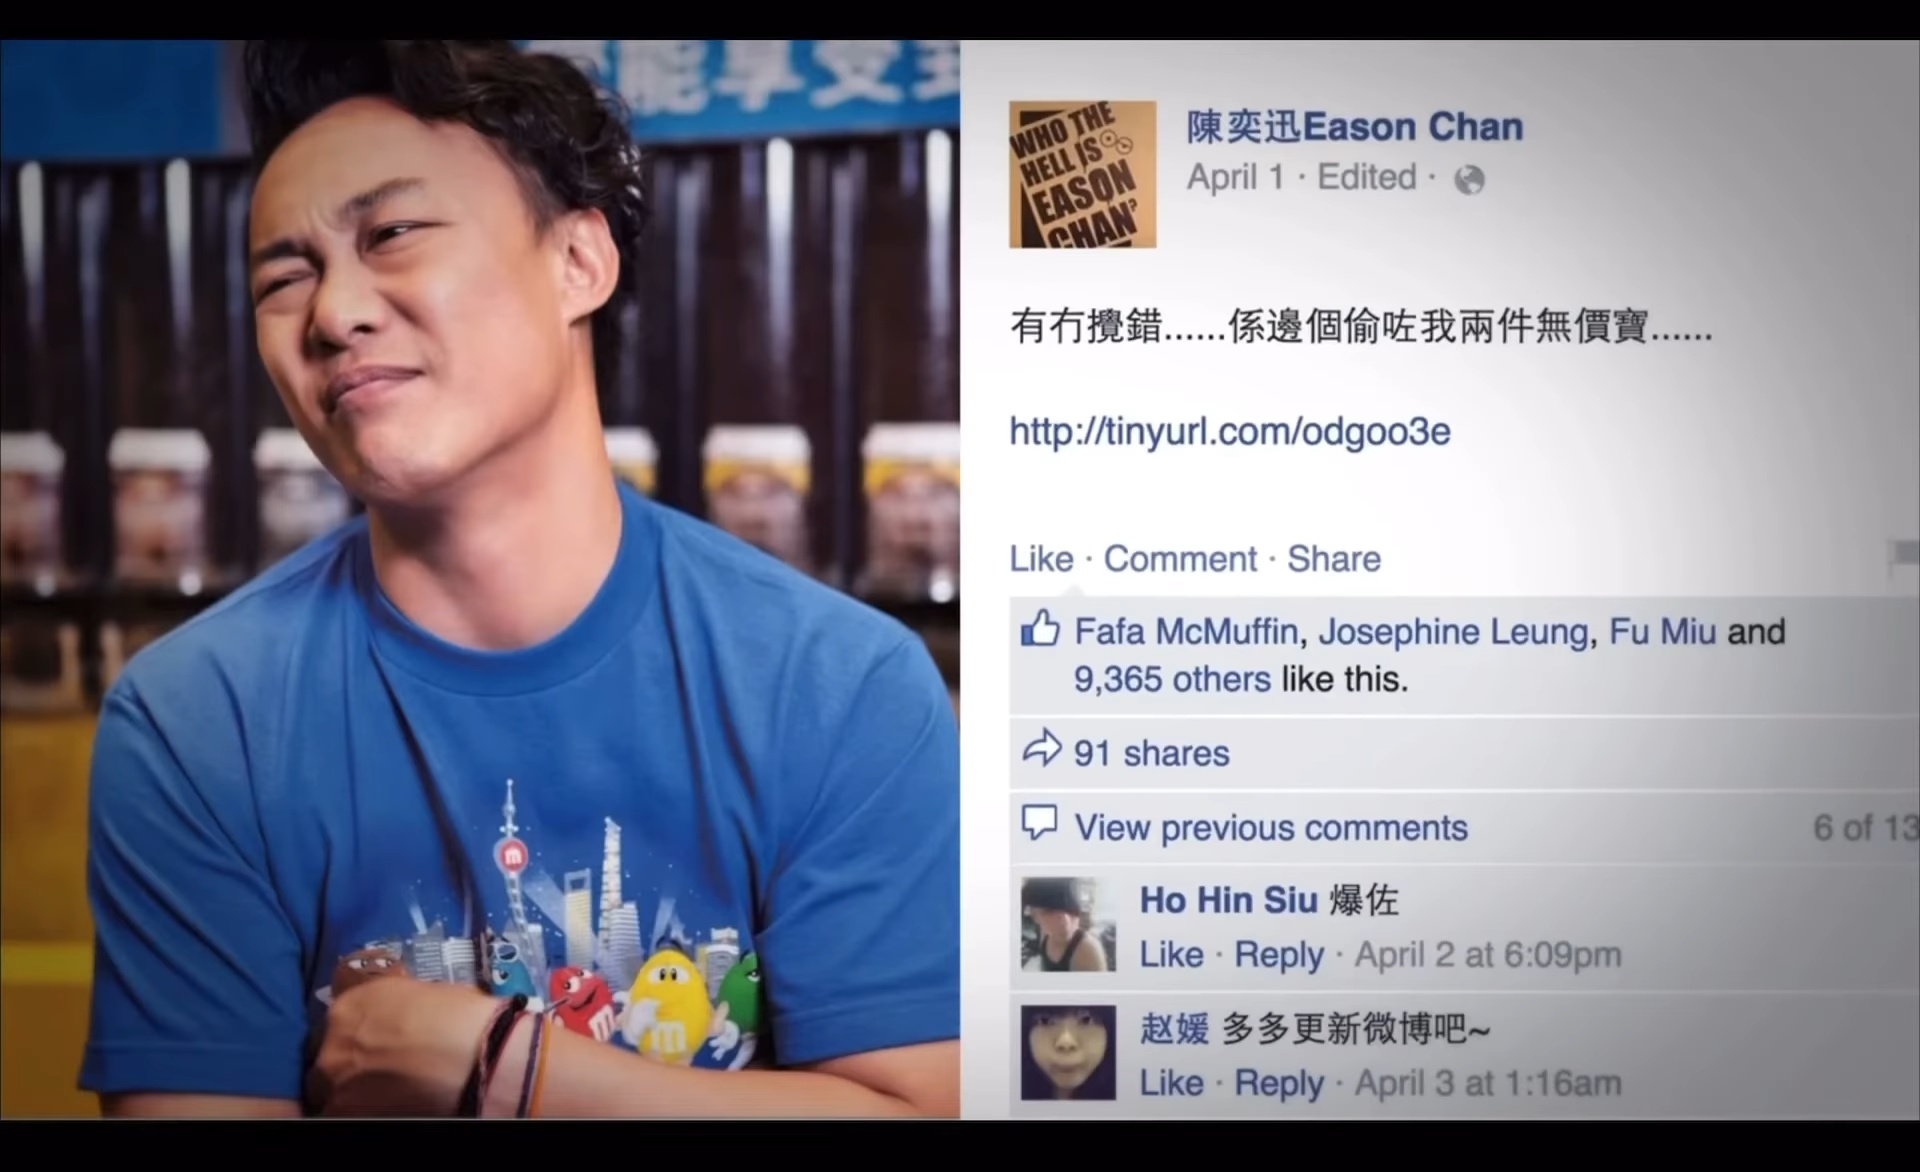 能享受
WHO THE
HELL IS
EASON
CHAN?
陳奕迅Eason Chan
April 1 · Edited ·
有冇攪錯......係邊個偷咗我兩件無價寶......
http://tinyurl.com/odgoo3e
Like · Comment · Share
Fafa McMuffin, Josephine Leung, Fu Miu and
9,365 others like this.
91 shares
View previous comments
6 of 13
Ho Hin Siu 爆佐
Like · Reply · April 2 at 6:09pm
赵媛 多多更新微博吧~
Like · Reply · April 3 at 1:16am
m
m
m